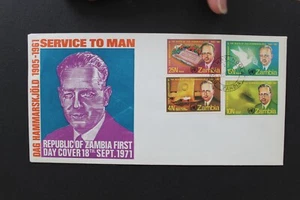 SERVICE TO MAN
DAG HAMMARSKJÖLD 1905-1961
REPUBLIC OF ZAMBIA FIRST
DAY COVER 18TH SEPT. 1971
Zambia
Zambia
Zambia
Zambia